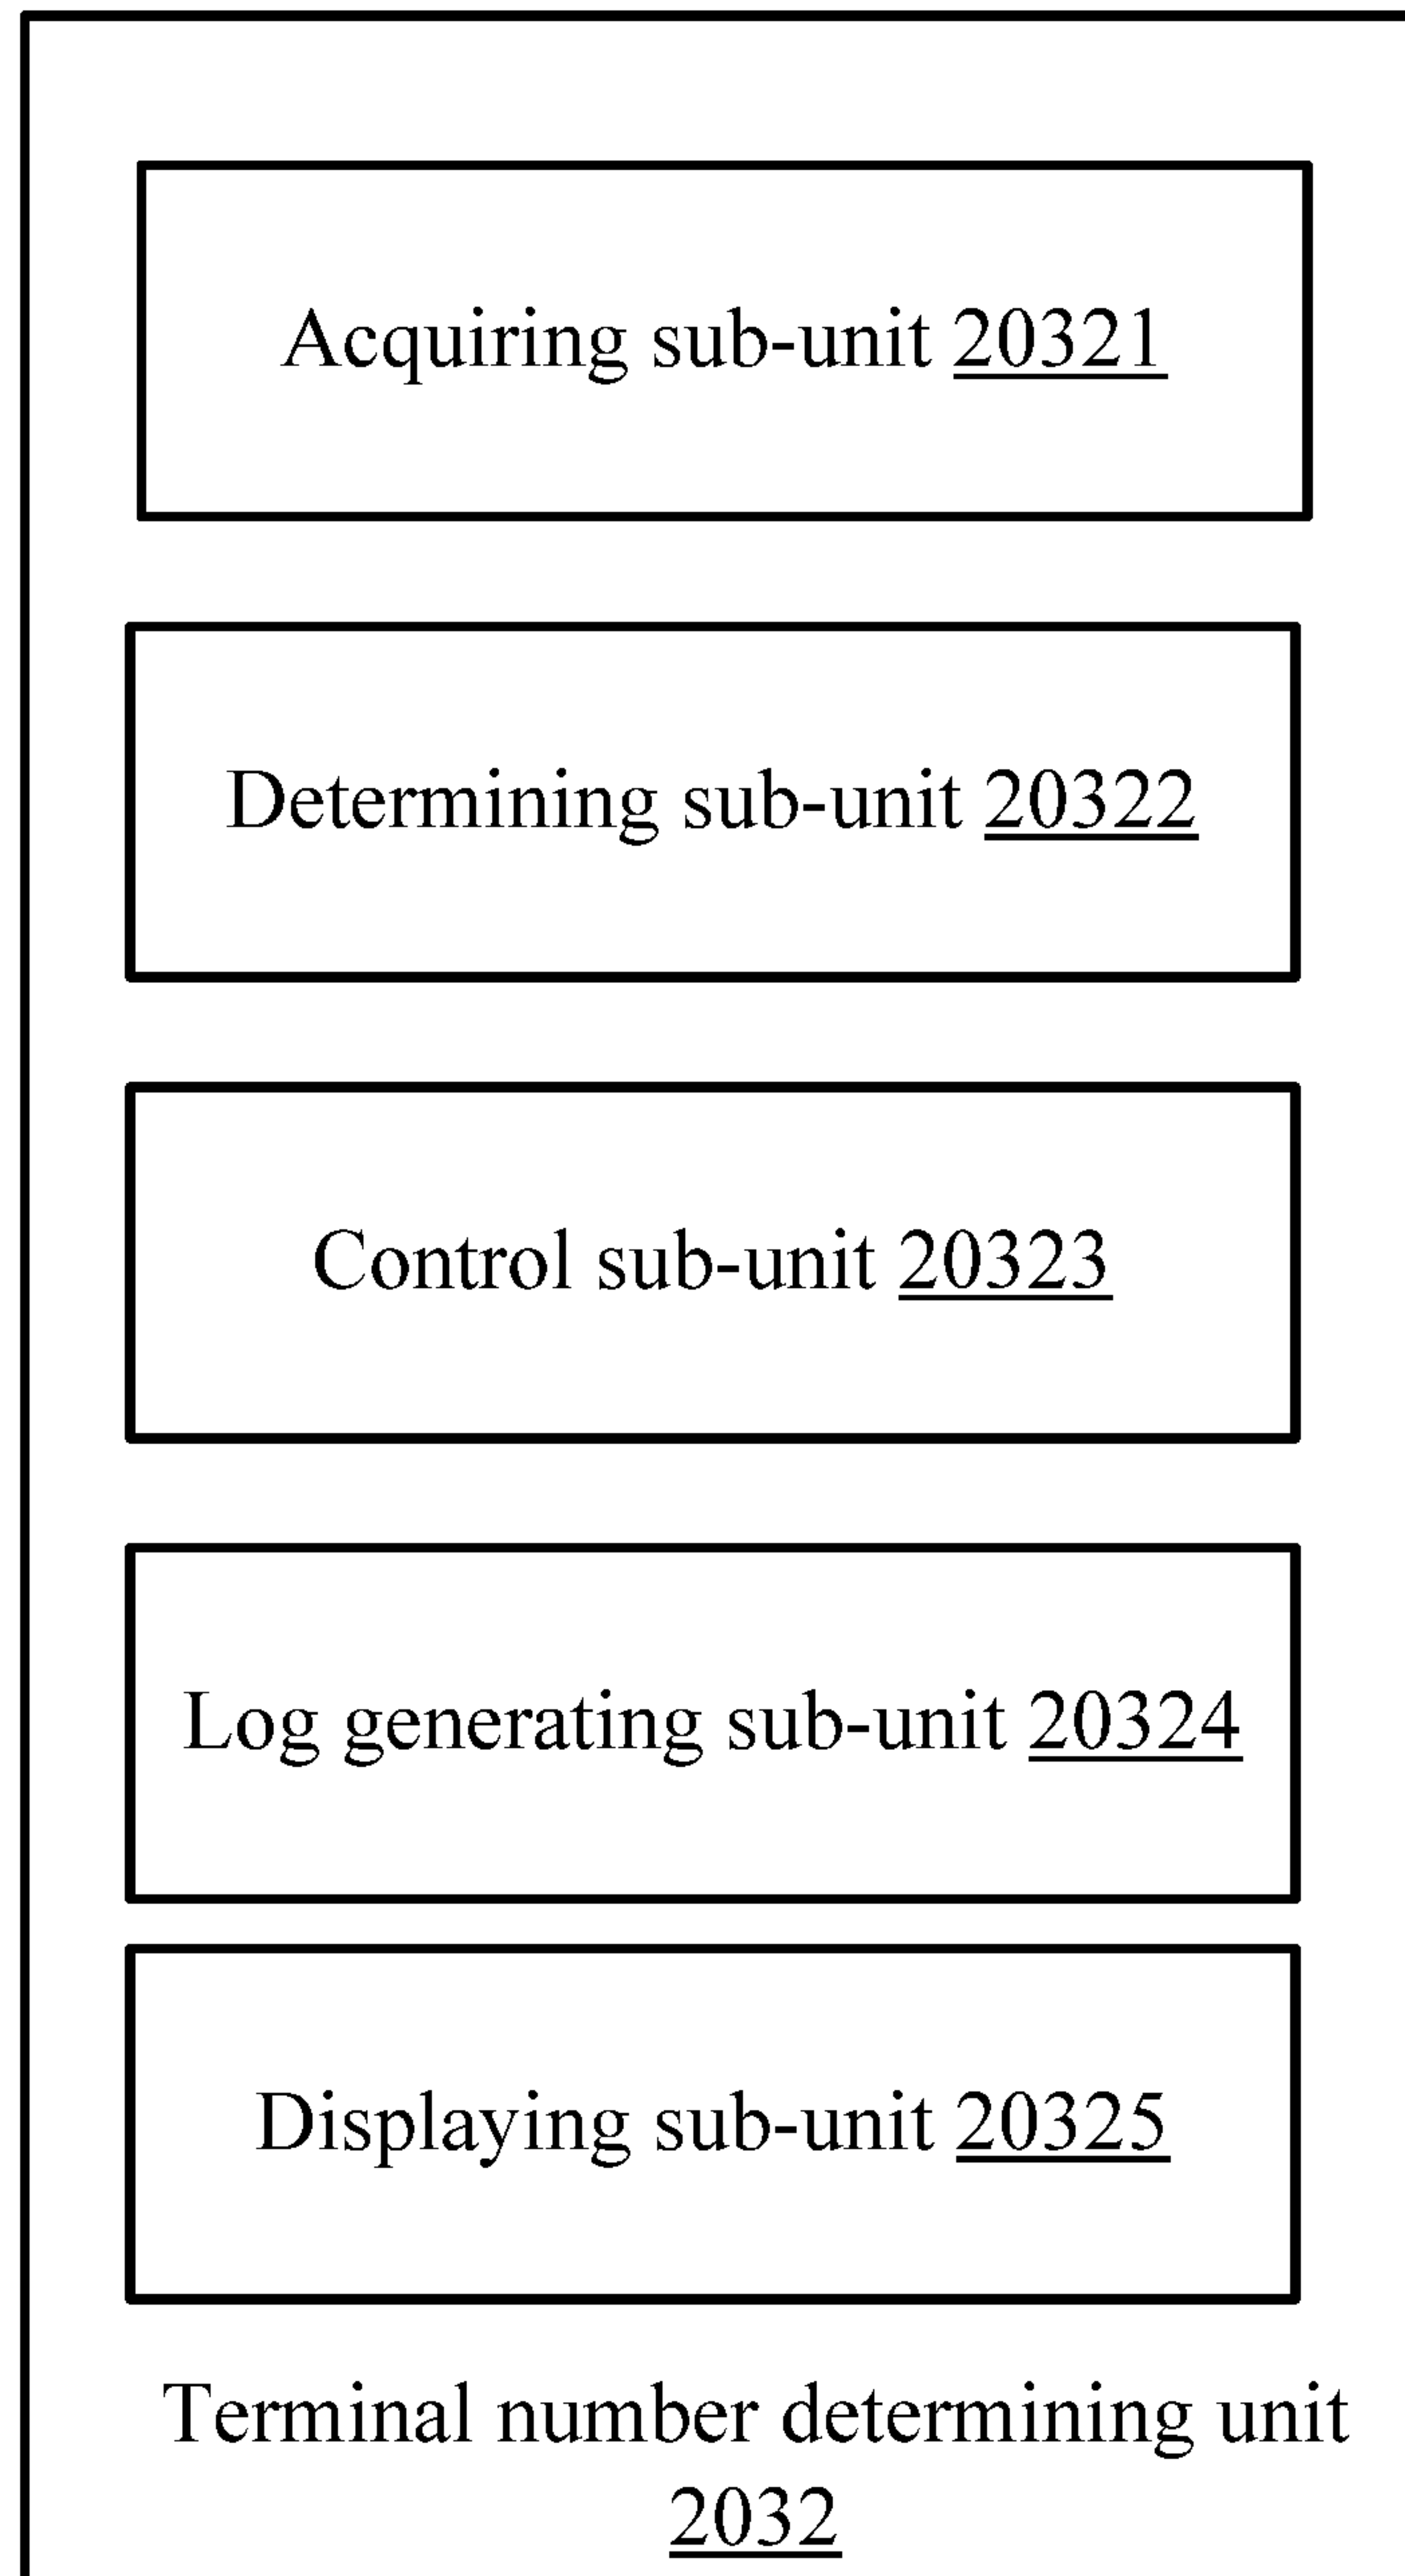 Acquiring sub-unit 20321
Determining sub-unit 20322
Control sub-unit 20323
Log generating sub-unit 20324
Displaying sub-unit 20325
Terminal number determining unit
2032